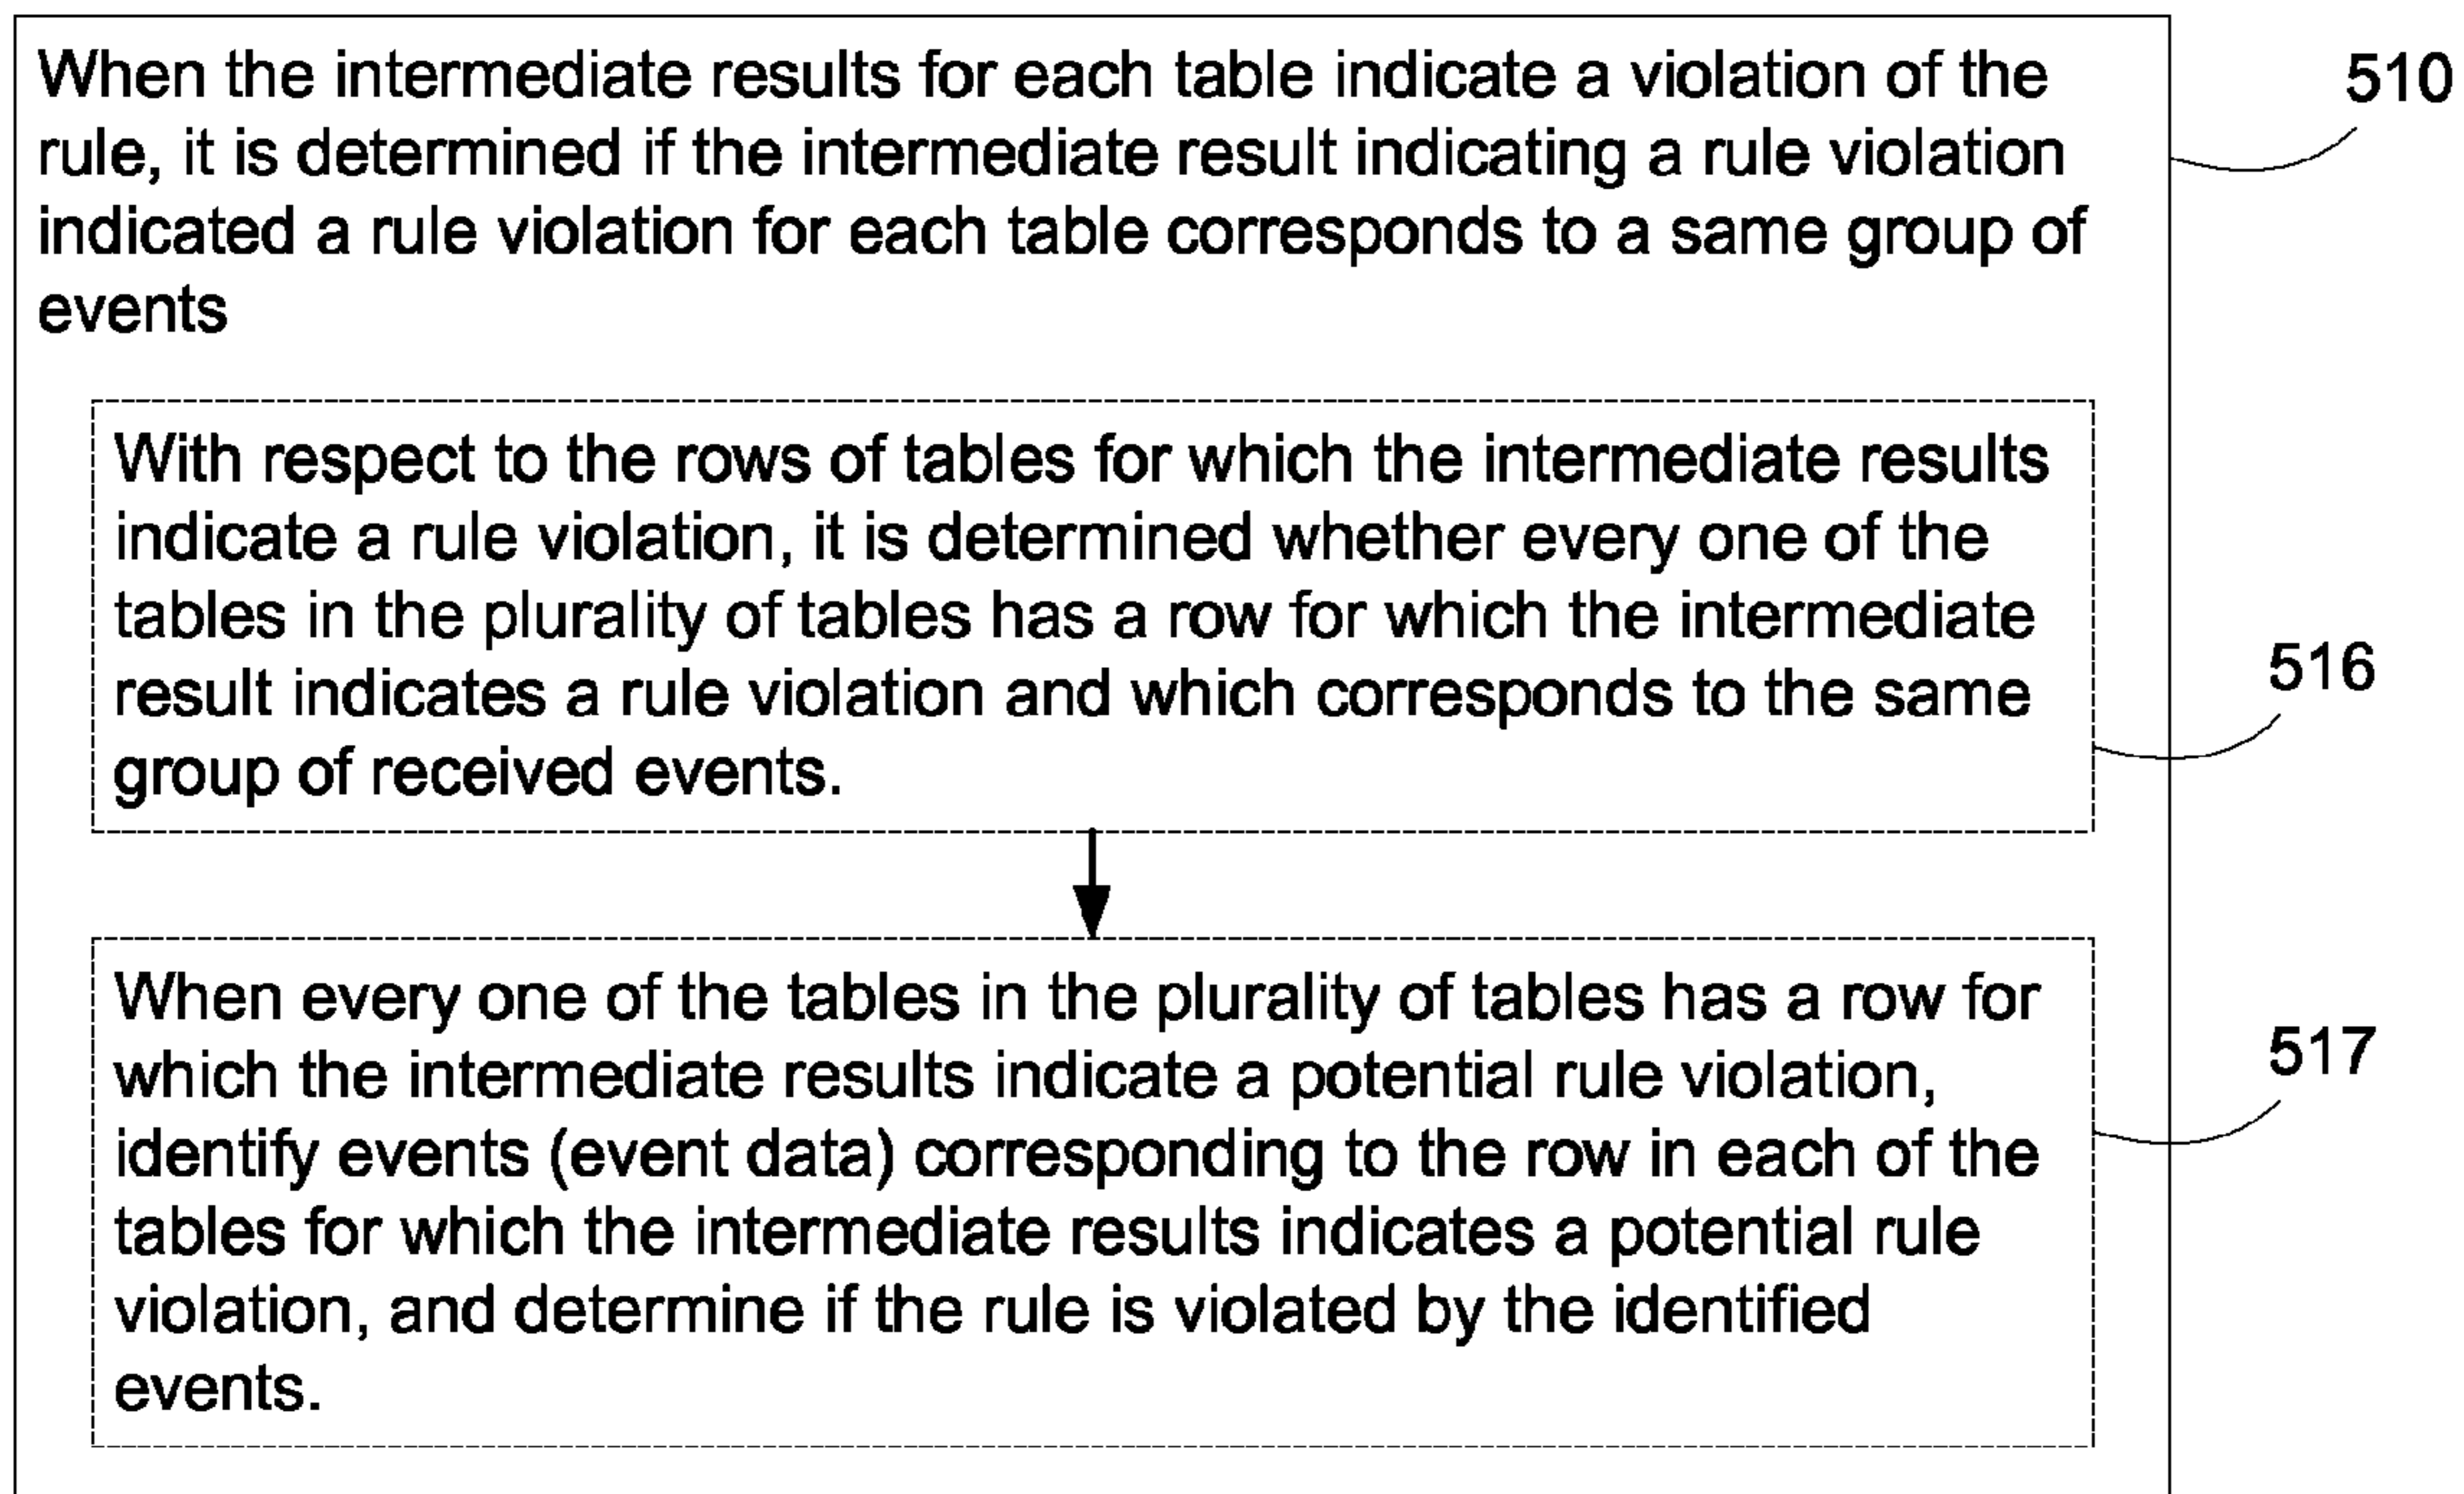 When the intermediate results for each table indicate a violation of the
rule, it is determined if the intermediate result indicating a rule violation
indicated a rule violation for each table corresponds to a same group of
events
510
With respect to the rows of tables for which the intermediate results
indicate a rule violation, it is determined whether every one of the
tables in the plurality of tables has a row for which the intermediate
result indicates a rule violation and which corresponds to the same
group of received events.
516
When every one of the tables in the plurality of tables has a row for
which the intermediate results indicate a potential rule violation,
identify events (event data) corresponding to the row in each of the
tables for which the intermediate results indicates a potential rule
violation, and determine if the rule is violated by the identified
events.
517